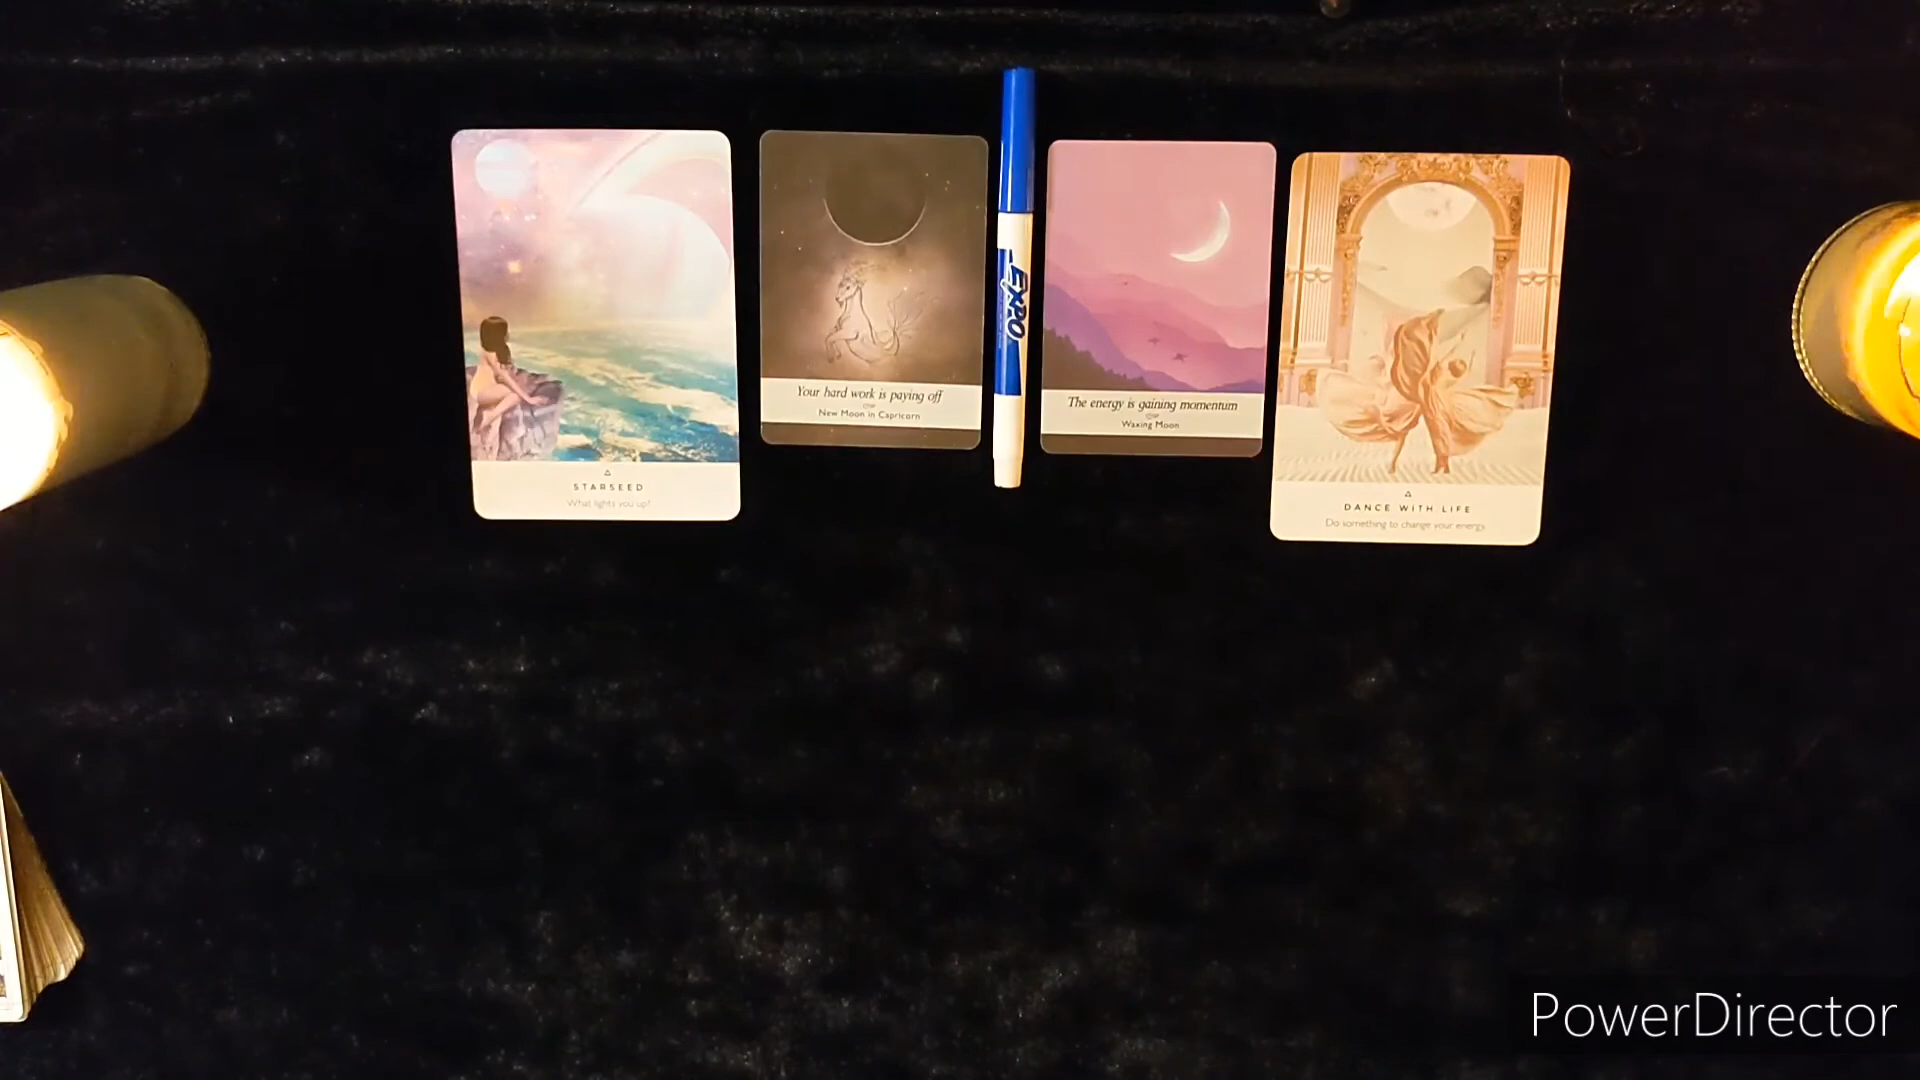 STARSEED
What lights you up?
Your hard work is paying off
New Moon in Capricorn
EXPO
The energy is gaining momentum
Waxing Moon
DANCE WITH LIFE
Do something to change your energy.
PowerDirector